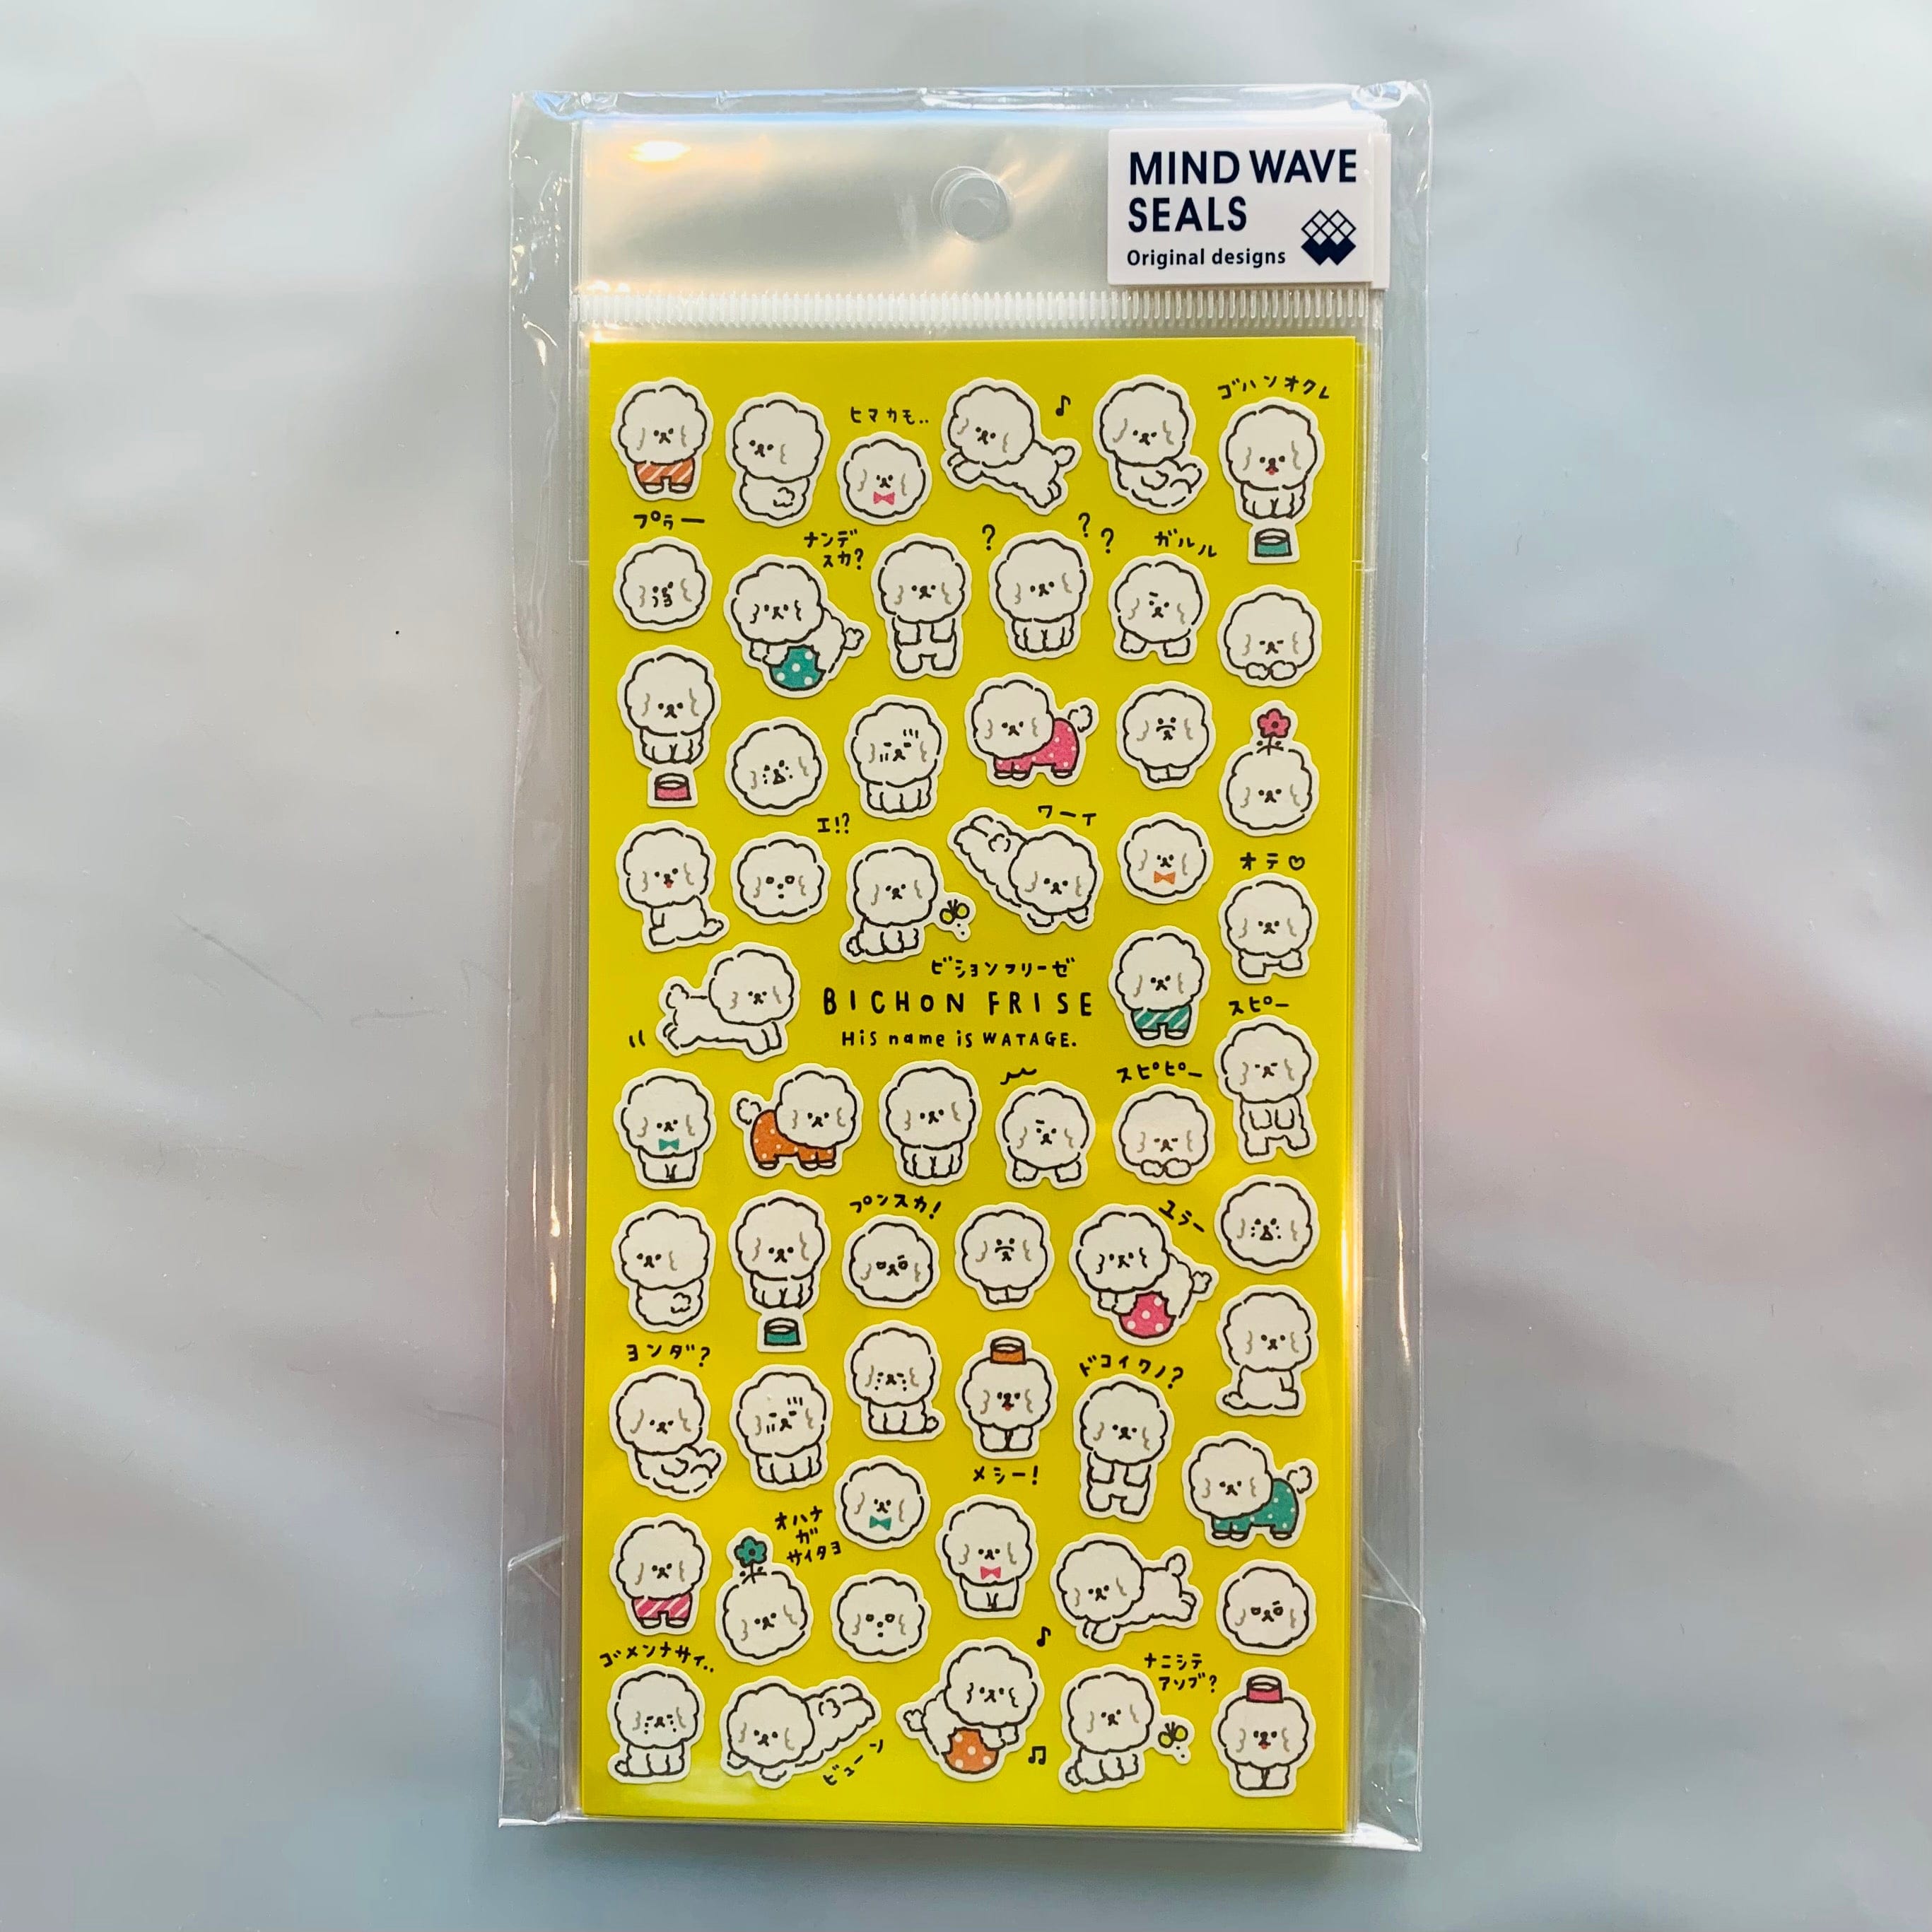 MIND WAVE
SEALS
Original designs
ゴハンオクレ
ヒマカモ..
♪
プゥー
ナンデ
スカ?
?
? ?
ガルル
エ!?
ワーイ
オテ♡
ビションフリーゼ
BICHON FRISE
His name is WATAGE.
スピー
スピピー
プンスカ!
ユラー
ヨンダ?
ドコイクノ?
メシー!
オハナ
ガ
サイタヨ
ゴメンナサイ..
♪
ナニシテ
アソブ?
ビューン
♫